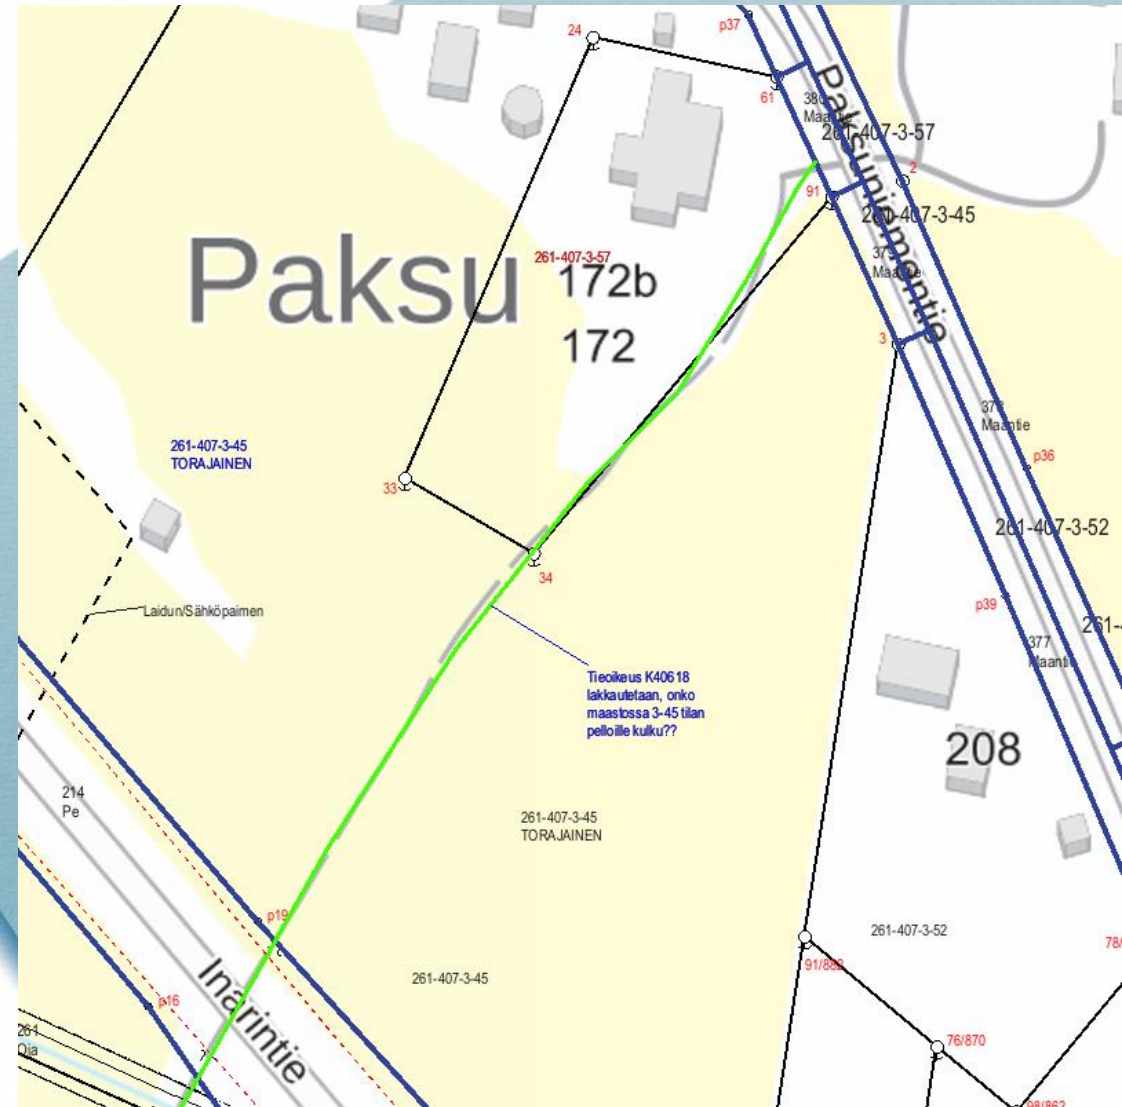 p37
24
61
380
Maantie
261-407-3-57
Paksuniementie
2
91
261-407-3-45
261-407-3-57
Paksu
172b
172
379
Maantie
3
378
Maantie
261-407-3-45
TORAJAINEN
p36
33
261-407-3-52
34
p39
Laidun/Sähköpaimen
261-
377
Maantie
Tieoikeus K40618
lakkautetaan, onko
maastossa 3-45 tilan
pelloille kulku??
208
214
Pe
261-407-3-45
TORAJAINEN
p19
261-407-3-52
78/
91/882
261-407-3-45
Inarintie
p16
261
Oja
76/870
98/862